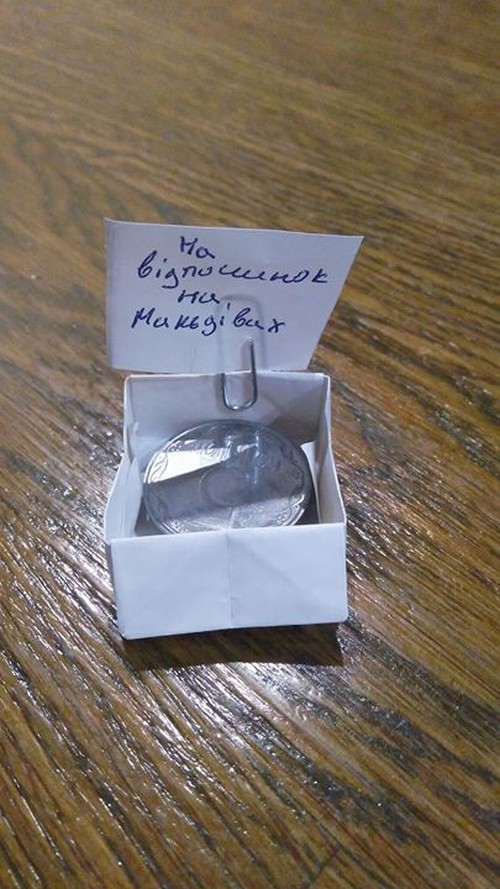 На
відпочинок
на
Мальдівах